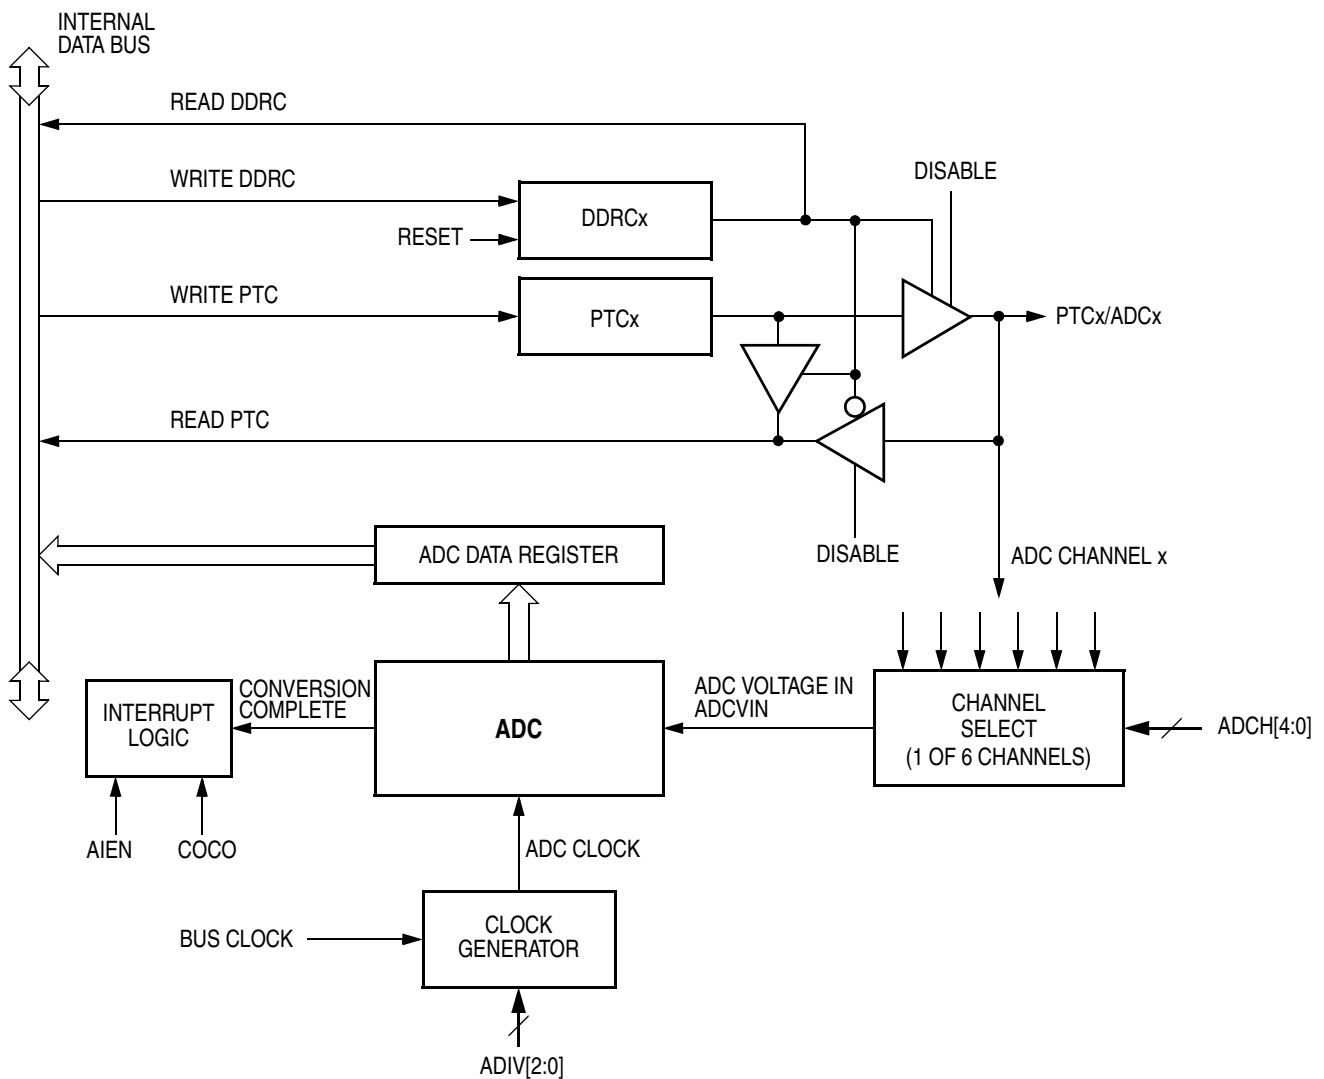 INTERNAL
DATA BUS
READ DDRC
WRITE DDRC
DISABLE
DDRCx
RESET
WRITE PTC
PTCx
PTCx/ADCx
READ PTC
DISABLE
ADC CHANNEL x
ADC DATA REGISTER
CONVERSION
COMPLETE
INTERRUPT
LOGIC
ADC
ADC VOLTAGE IN
ADCVIN
CHANNEL
SELECT
(1 OF 6 CHANNELS)
ADCH[4:0]
AIEN
COCO
ADC CLOCK
BUS CLOCK
CLOCK
GENERATOR
ADIV[2:0]